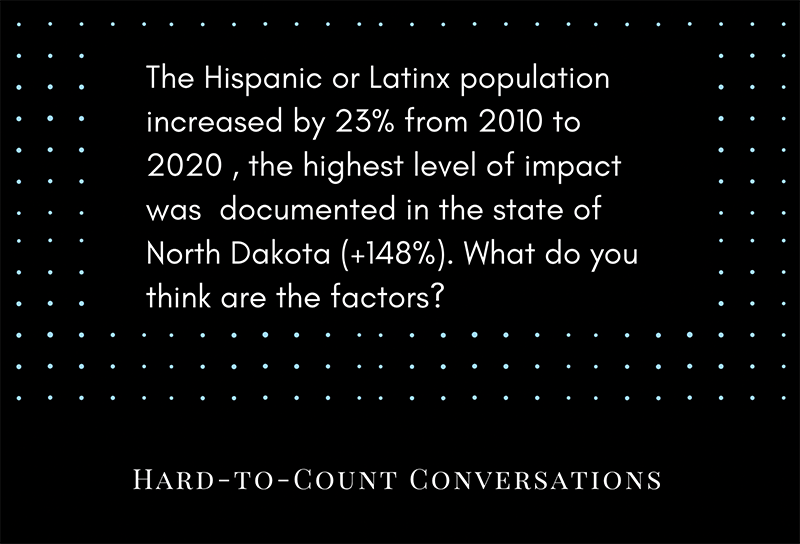 The Hispanic or Latinx population
increased by 23% from 2010 to
2020 , the highest level of impact
was  documented in the state of
North Dakota (+148%). What do you
think are the factors?
Hard-to-Count Conversations